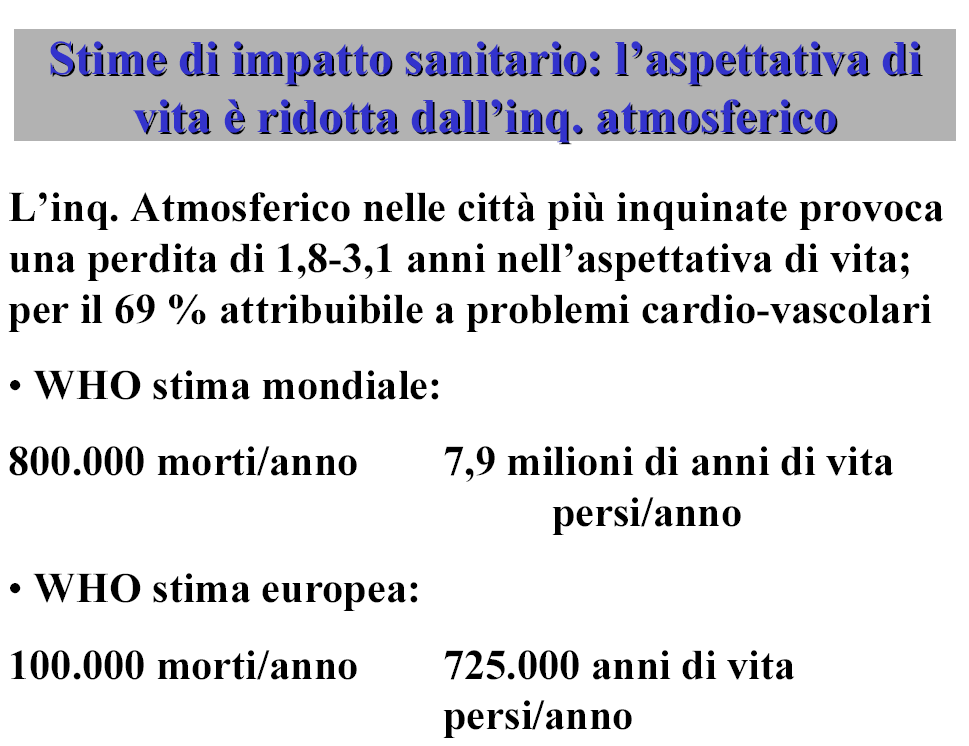 Stime di impatto sanitario: l’aspettativa di
vita è ridotta dall’inq. atmosferico
L’inq. Atmosferico nelle città più inquinate provoca
una perdita di 1,8-3,1 anni nell’aspettativa di vita;
per il 69 % attribuibile a problemi cardio-vascolari
• WHO stima mondiale:
800.000 morti/anno 7,9 milioni di anni di vita
persi/anno
• WHO stima europea:
100.000 morti/anno 725.000 anni di vita
persi/anno